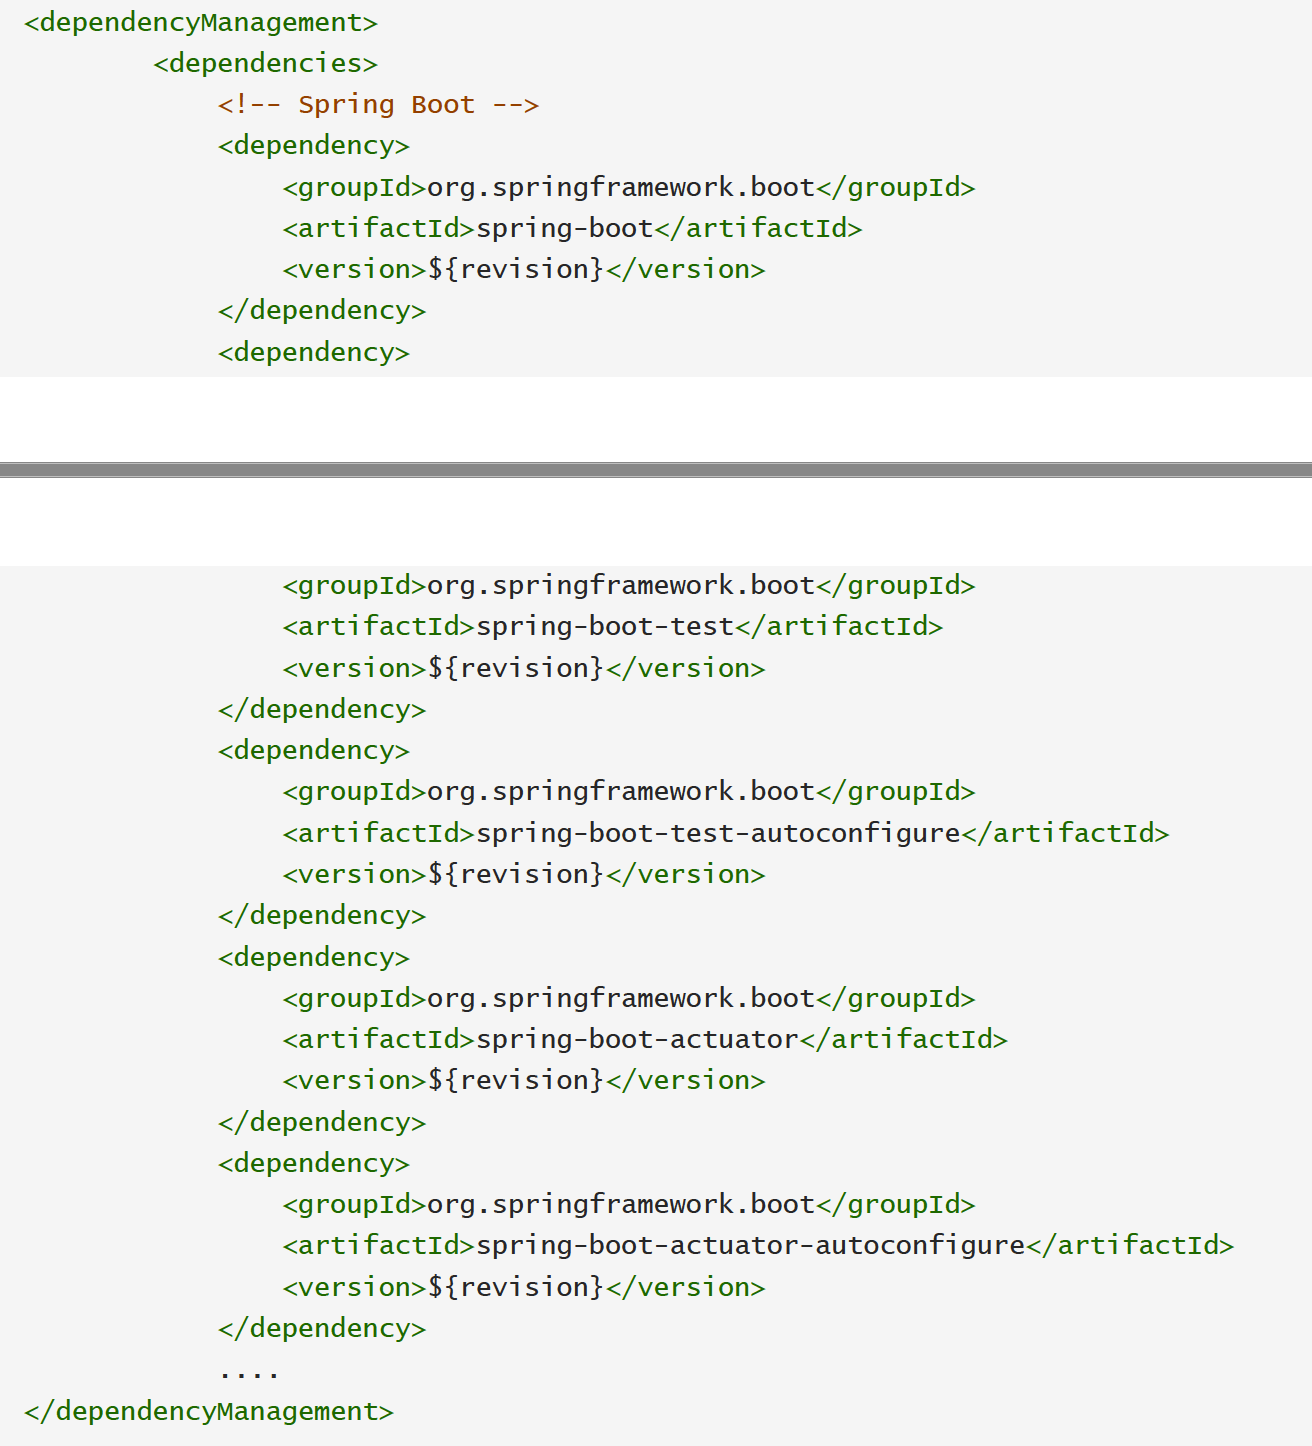 <dependencyManagement>
        <dependencies>
            <!-- Spring Boot -->
            <dependency>
                <groupId>org.springframework.boot</groupId>
                <artifactId>spring-boot</artifactId>
                <version>${revision}</version>
            </dependency>
            <dependency>
                <groupId>org.springframework.boot</groupId>
                <artifactId>spring-boot-test</artifactId>
                <version>${revision}</version>
            </dependency>
            <dependency>
                <groupId>org.springframework.boot</groupId>
                <artifactId>spring-boot-test-autoconfigure</artifactId>
                <version>${revision}</version>
            </dependency>
            <dependency>
                <groupId>org.springframework.boot</groupId>
                <artifactId>spring-boot-actuator</artifactId>
                <version>${revision}</version>
            </dependency>
            <dependency>
                <groupId>org.springframework.boot</groupId>
                <artifactId>spring-boot-actuator-autoconfigure</artifactId>
                <version>${revision}</version>
            </dependency>
            ....
</dependencyManagement>